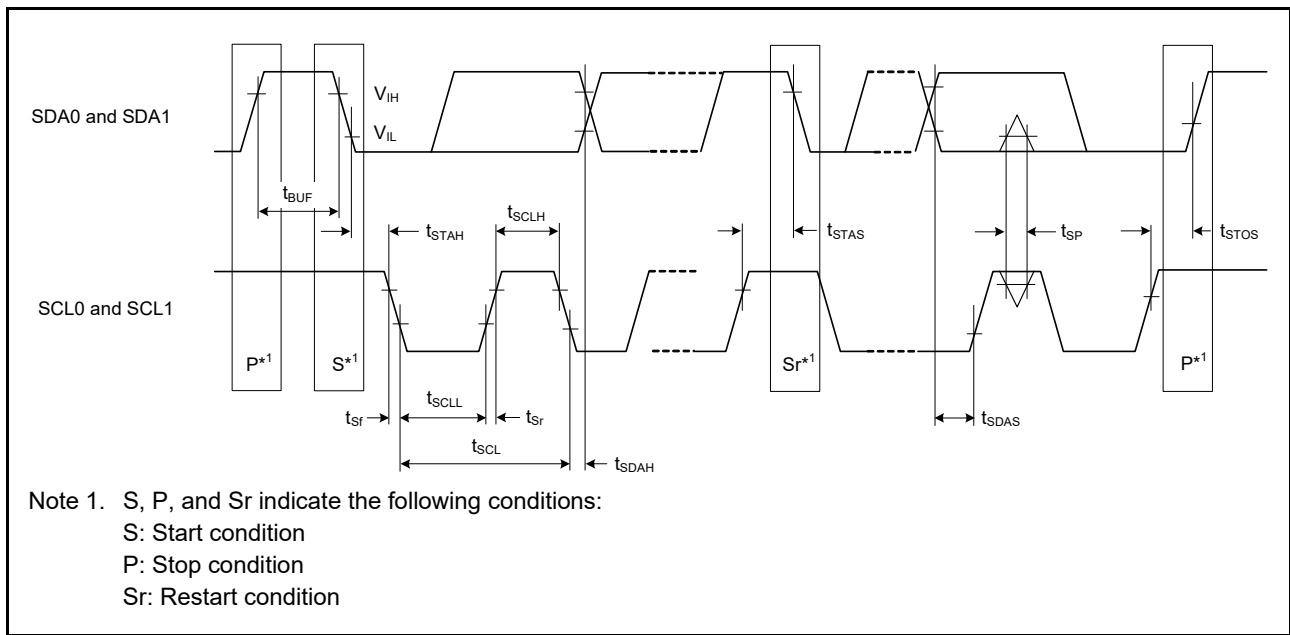 SDA0 and SDA1
VIH
VIL
tBUF
tSTAH
tSCLH
tSTAS
tSP
tSTOS
SCL0 and SCL1
P*1
S*1
Sr*1
P*1
tSf
tSCLL
tSr
tSCL
tSDAH
tSDAS
Note 1. S, P, and Sr indicate the following conditions:
S: Start condition
P: Stop condition
Sr: Restart condition